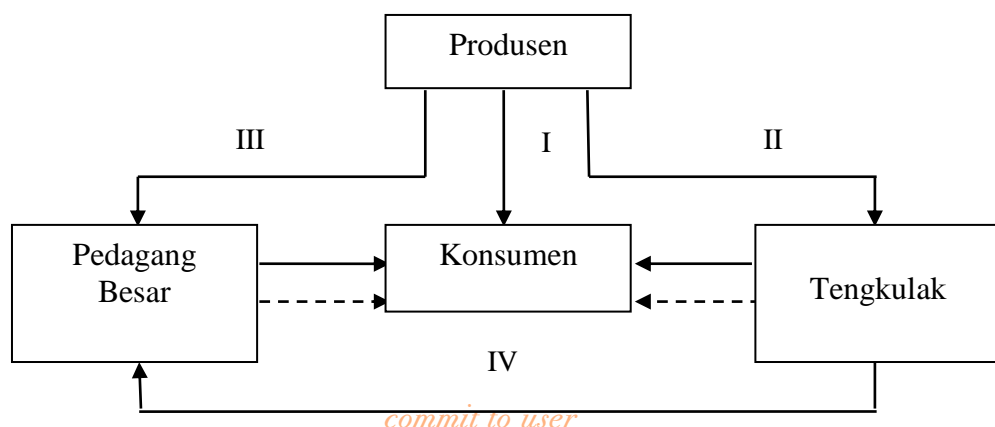 Produsen
III
I
II
Pedagang
Besar
Konsumen
Tengkulak
IV
commit to user